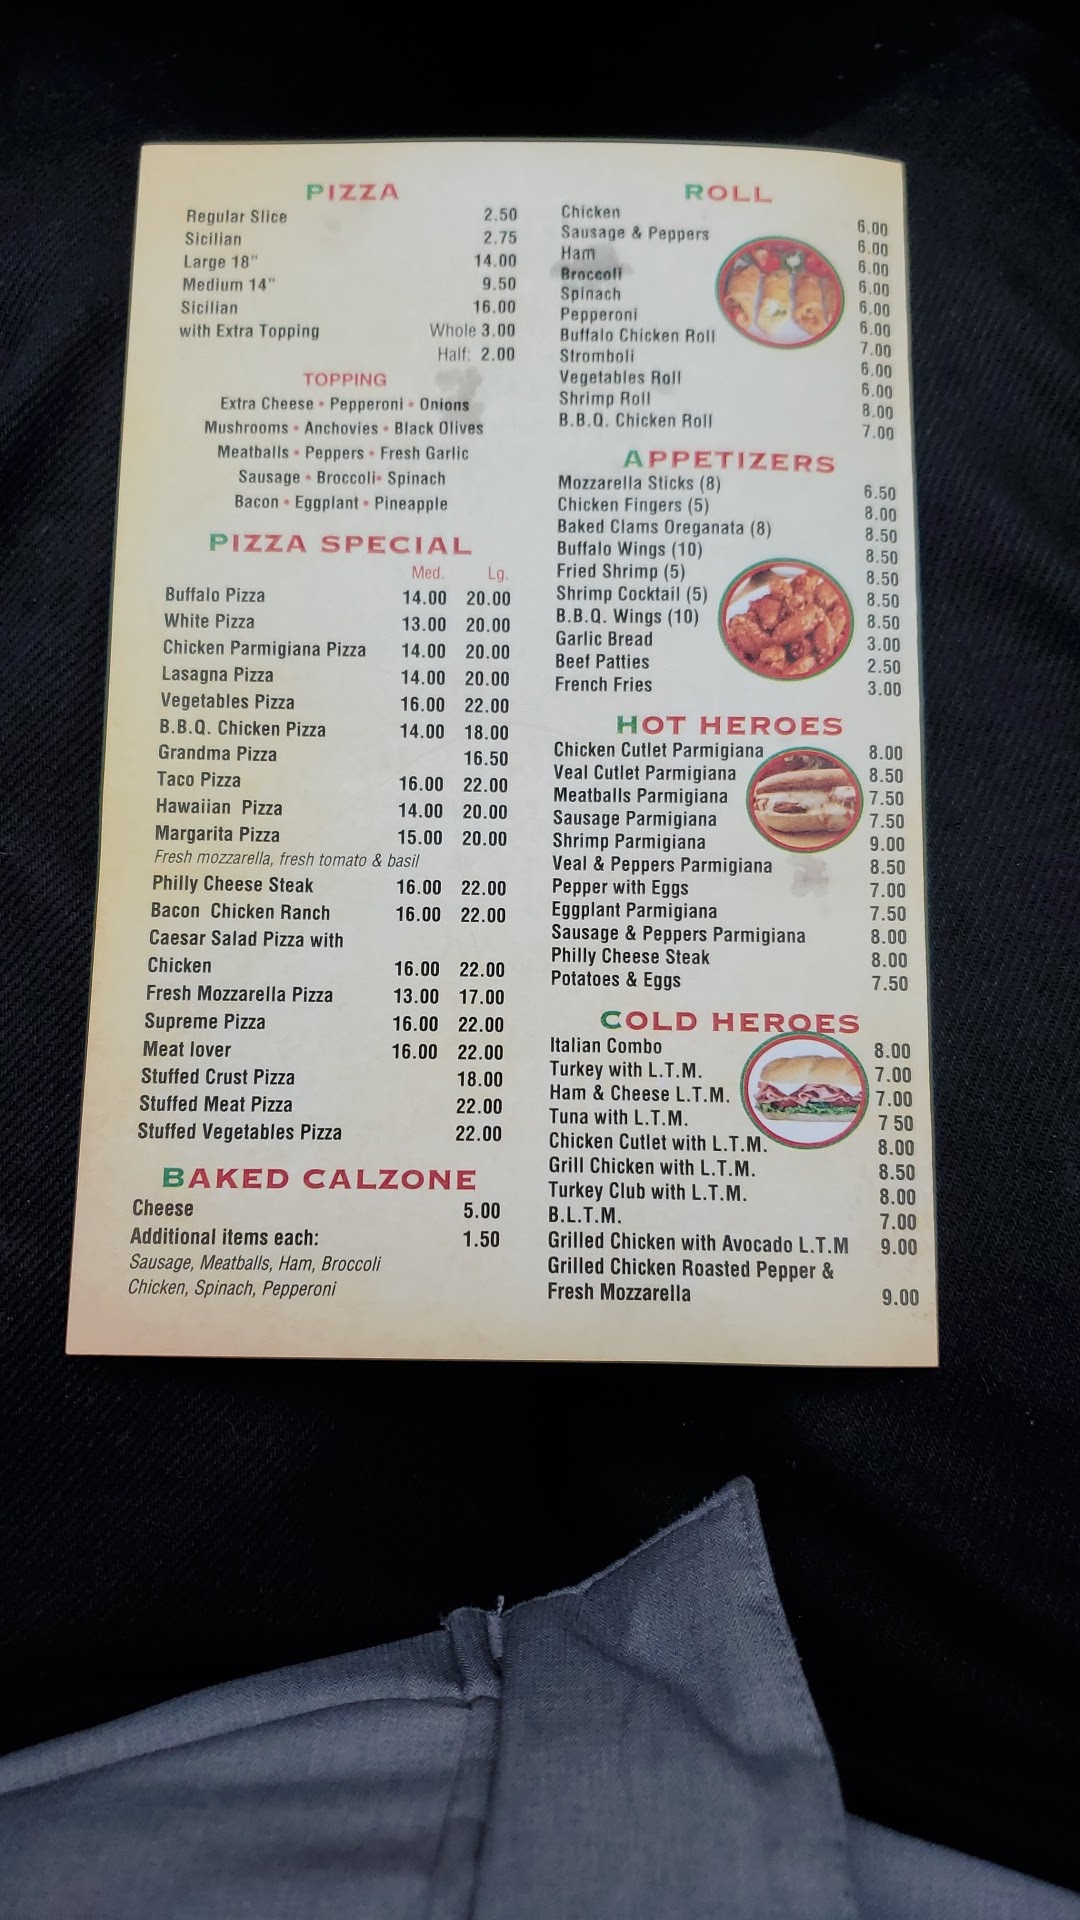 PIZZA
Regular Slice 2.50
Sicilian 2.75
Large 18" 14.00
Medium 14" 9.50
Sicilian 16.00
with Extra Topping Whole 3.00
Half: 2.00
TOPPING
Extra Cheese • Pepperoni • Onions
Mushrooms • Anchovies • Black Olives
Meatballs • Peppers • Fresh Garlic
Sausage • Broccoli • Spinach
Bacon • Eggplant • Pineapple
PIZZA SPECIAL
Med. Lg.
Buffalo Pizza 14.00 20.00
White Pizza 13.00 20.00
Chicken Parmigiana Pizza 14.00 20.00
Lasagna Pizza 14.00 20.00
Vegetables Pizza 16.00 22.00
B.B.Q. Chicken Pizza 14.00 18.00
Grandma Pizza 16.50
Taco Pizza 16.00 22.00
Hawaiian Pizza 14.00 20.00
Margarita Pizza 15.00 20.00
Fresh mozzarella, fresh tomato & basil
Philly Cheese Steak 16.00 22.00
Bacon Chicken Ranch 16.00 22.00
Caesar Salad Pizza with
Chicken 16.00 22.00
Fresh Mozzarella Pizza 13.00 17.00
Supreme Pizza 16.00 22.00
Meat lover 16.00 22.00
Stuffed Crust Pizza 18.00
Stuffed Meat Pizza 22.00
Stuffed Vegetables Pizza 22.00
BAKED CALZONE
Cheese 5.00
Additional items each: 1.50
Sausage, Meatballs, Ham, Broccoli
Chicken, Spinach, Pepperoni
ROLL
Chicken 6.00
Sausage & Peppers 6.00
Ham 6.00
Broccoli 6.00
Spinach 6.00
Pepperoni 6.00
Buffalo Chicken Roll 7.00
Stromboli 6.00
Vegetables Roll 6.00
Shrimp Roll 8.00
B.B.Q. Chicken Roll 7.00
APPETIZERS
Mozzarella Sticks (8) 6.50
Chicken Fingers (5) 8.00
Baked Clams Oreganata (8) 8.50
Buffalo Wings (10) 8.50
Fried Shrimp (5) 8.50
Shrimp Cocktail (5) 8.50
B.B.Q. Wings (10) 8.50
Garlic Bread 3.00
Beef Patties 2.50
French Fries 3.00
HOT HEROES
Chicken Cutlet Parmigiana 8.00
Veal Cutlet Parmigiana 8.50
Meatballs Parmigiana 7.50
Sausage Parmigiana 7.50
Shrimp Parmigiana 9.00
Veal & Peppers Parmigiana 8.50
Pepper with Eggs 7.00
Eggplant Parmigiana 7.50
Sausage & Peppers Parmigiana 8.00
Philly Cheese Steak 8.00
Potatoes & Eggs 7.50
COLD HEROES
Italian Combo 8.00
Turkey with L.T.M. 7.00
Ham & Cheese L.T.M. 7.00
Tuna with L.T.M. 7 50
Chicken Cutlet with L.T.M. 8.00
Grill Chicken with L.T.M. 8.50
Turkey Club with L.T.M. 8.00
B.L.T.M. 7.00
Grilled Chicken with Avocado L.T.M 9.00
Grilled Chicken Roasted Pepper &
Fresh Mozzarella 9.00